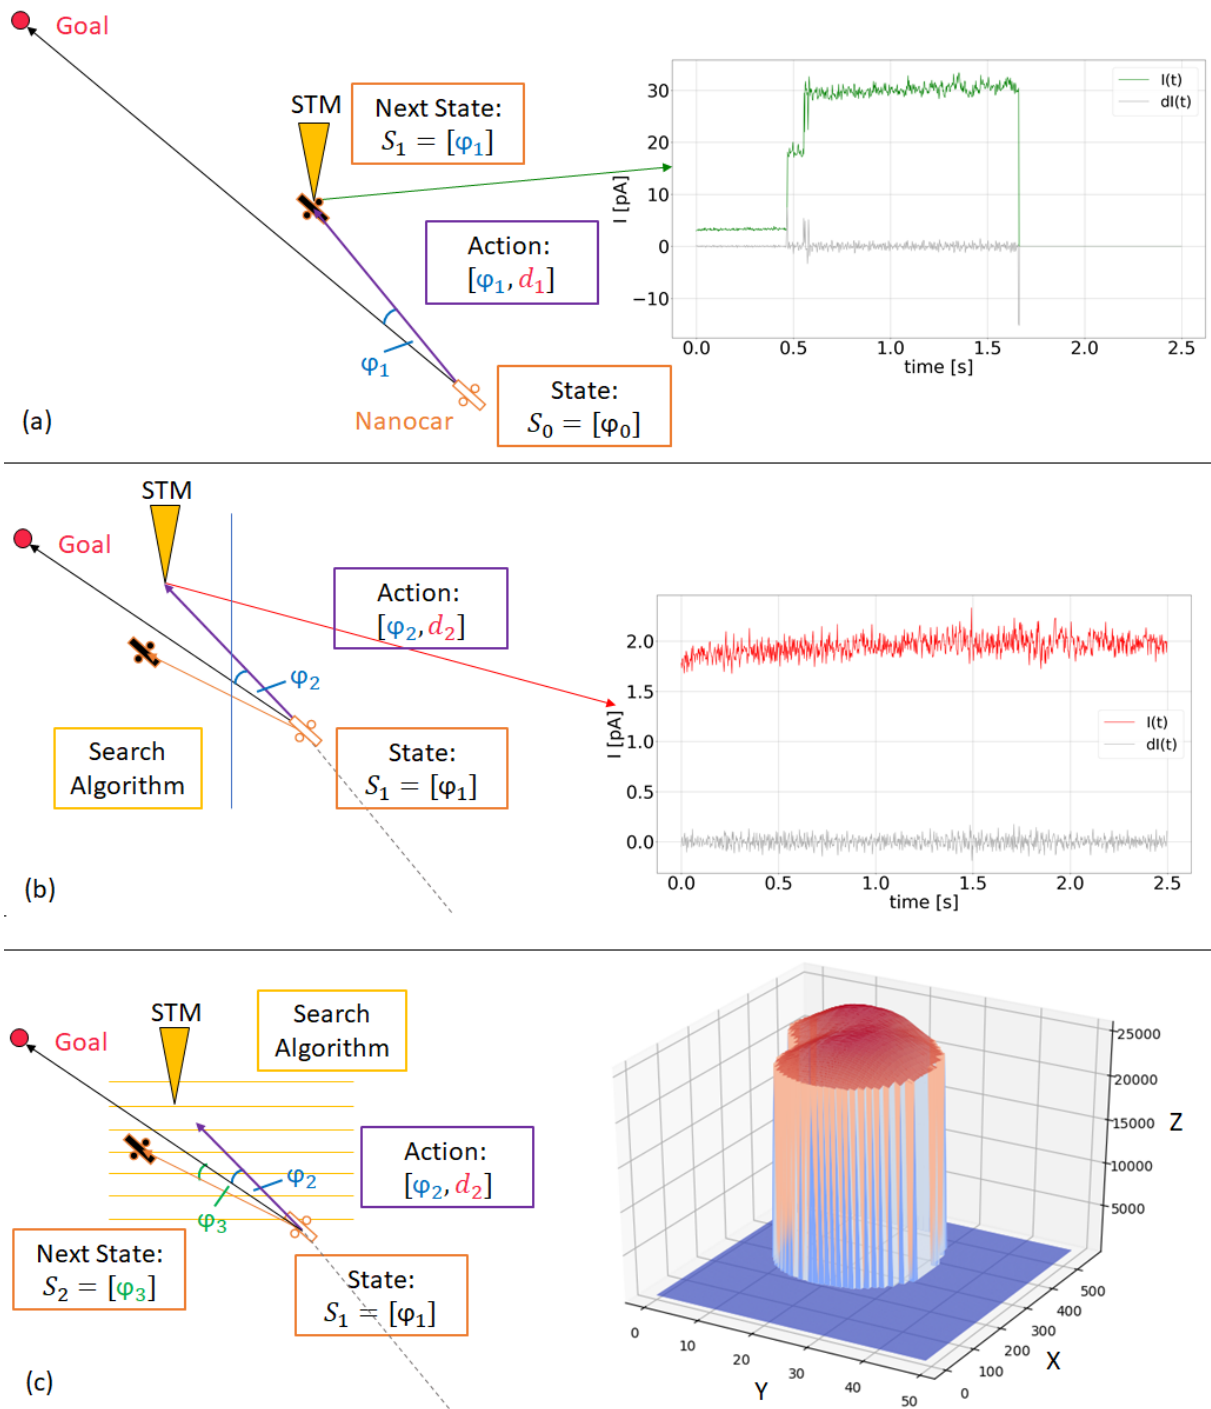 Goal
STM
Next State:
S₁ = [φ₁]
Action:
[φ₁, d₁]
φ₁
Nanocar
State:
S₀ = [φ₀]
(a)
I(t)
dI(t)
30
20
10
0
−10
I [pA]
0.0 0.5 1.0 1.5 2.0 2.5
time [s]
STM
Goal
Action:
[φ₂, d₂]
φ₂
Search
Algorithm
State:
S₁ = [φ₁]
(b)
2.0
1.5
1.0
0.5
0.0
I [pA]
I(t)
dI(t)
0.0 0.5 1.0 1.5 2.0 2.5
time [s]
STM
Goal
Search
Algorithm
Action:
[φ₂, d₂]
φ₂
φ₃
Next State:
S₂ = [φ₃]
State:
S₁ = [φ₁]
(c)
25000
20000
15000
10000
5000
Z
500
400
300
200
100
0
X
0
10
20
30
40
50
Y